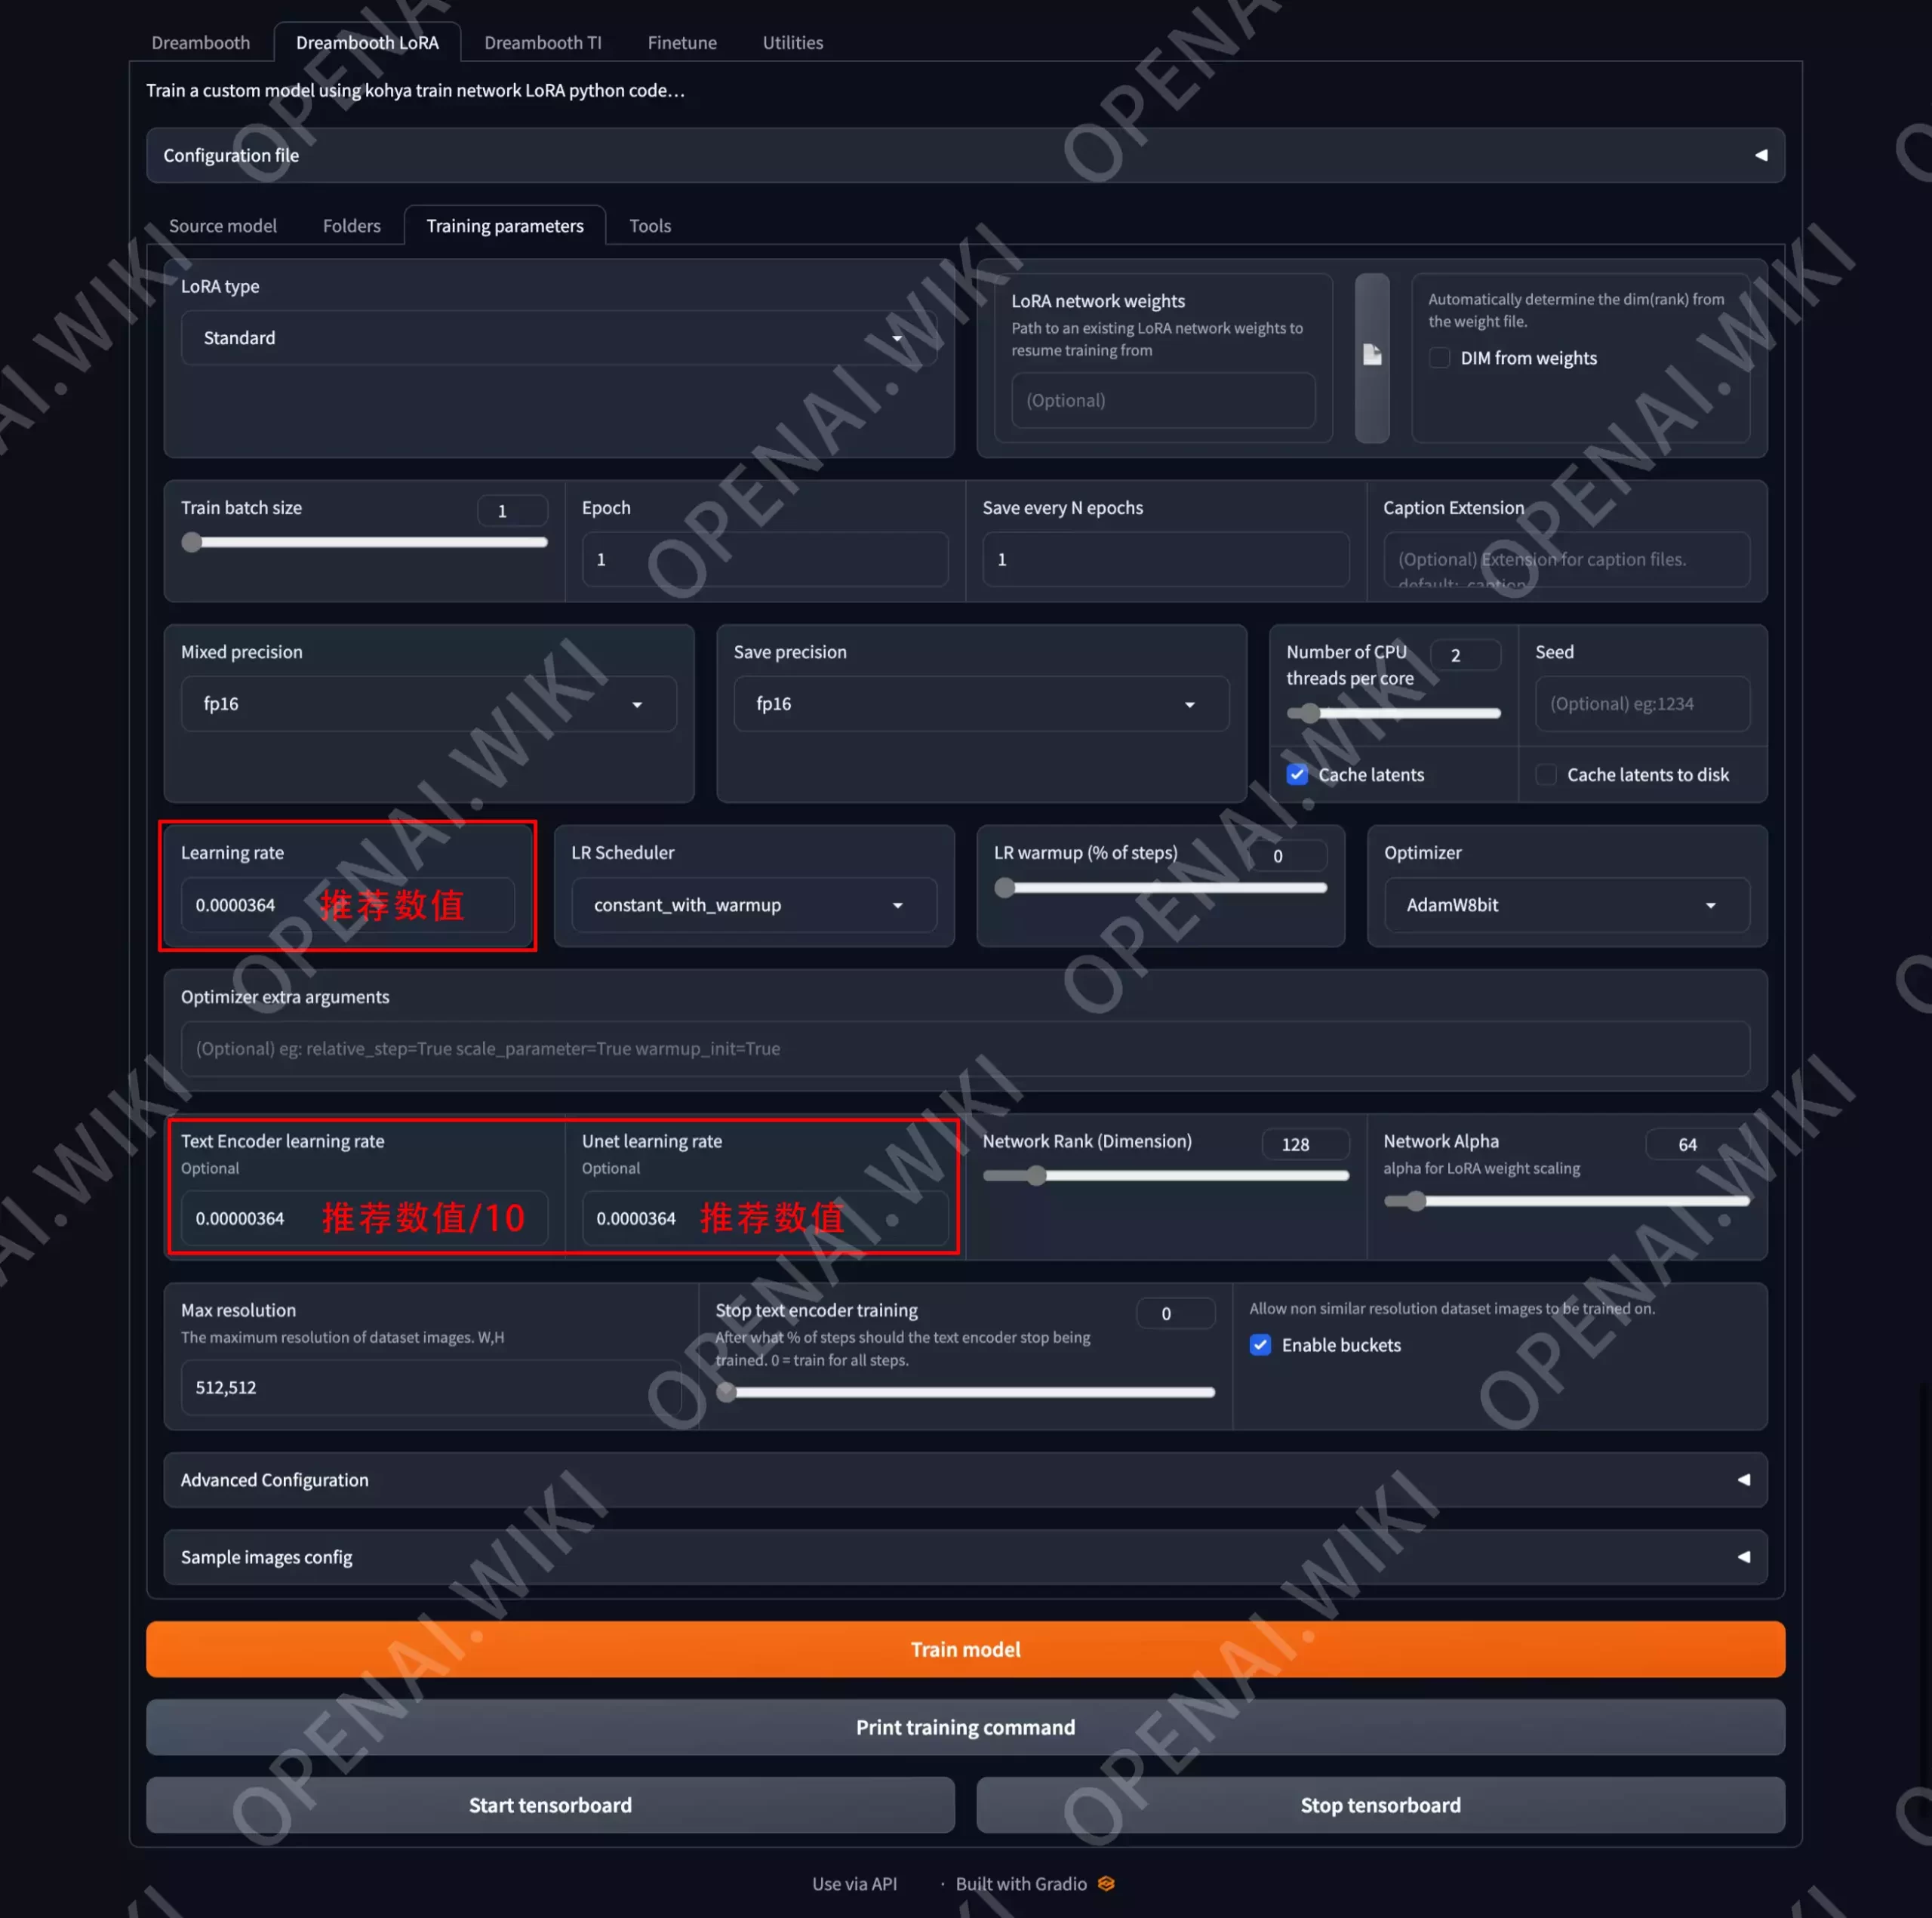 Dreambooth Dreambooth LoRA Dreambooth TI Finetune Utilities
Train a custom model using kohya train network LoRA python code...
Configuration file
Source model Folders Training parameters Tools
LoRA type
Standard
LoRA network weights
Path to an existing LoRA network weights to
resume training from
(Optional)
Automatically determine the dim(rank) from
the weight file.
DIM from weights
Train batch size 1
Epoch
1
Save every N epochs
1
Caption Extension
(Optional) Extension for caption files.
default: .caption
Mixed precision
fp16
Save precision
fp16
Number of CPU
threads per core
2
Seed
(Optional) eg:1234
Cache latents
Cache latents to disk
Learning rate
0.0000364 推荐数值
LR Scheduler
constant_with_warmup
LR warmup (% of steps) 0
Optimizer
AdamW8bit
Optimizer extra arguments
(Optional) eg: relative_step=True scale_parameter=True warmup_init=True
Text Encoder learning rate
Optional
0.00000364 推荐数值/10
Unet learning rate
Optional
0.0000364 推荐数值
Network Rank (Dimension) 128
Network Alpha 64
alpha for LoRA weight scaling
Max resolution
The maximum resolution of dataset images. W,H
512,512
Stop text encoder training 0
After what % of steps should the text encoder stop being
trained. 0 = train for all steps.
Allow non similar resolution dataset images to be trained on.
Enable buckets
Advanced Configuration
Sample images config
Train model
Print training command
Start tensorboard Stop tensorboard
Use via API · Built with Gradio
OPENAI.WIKI